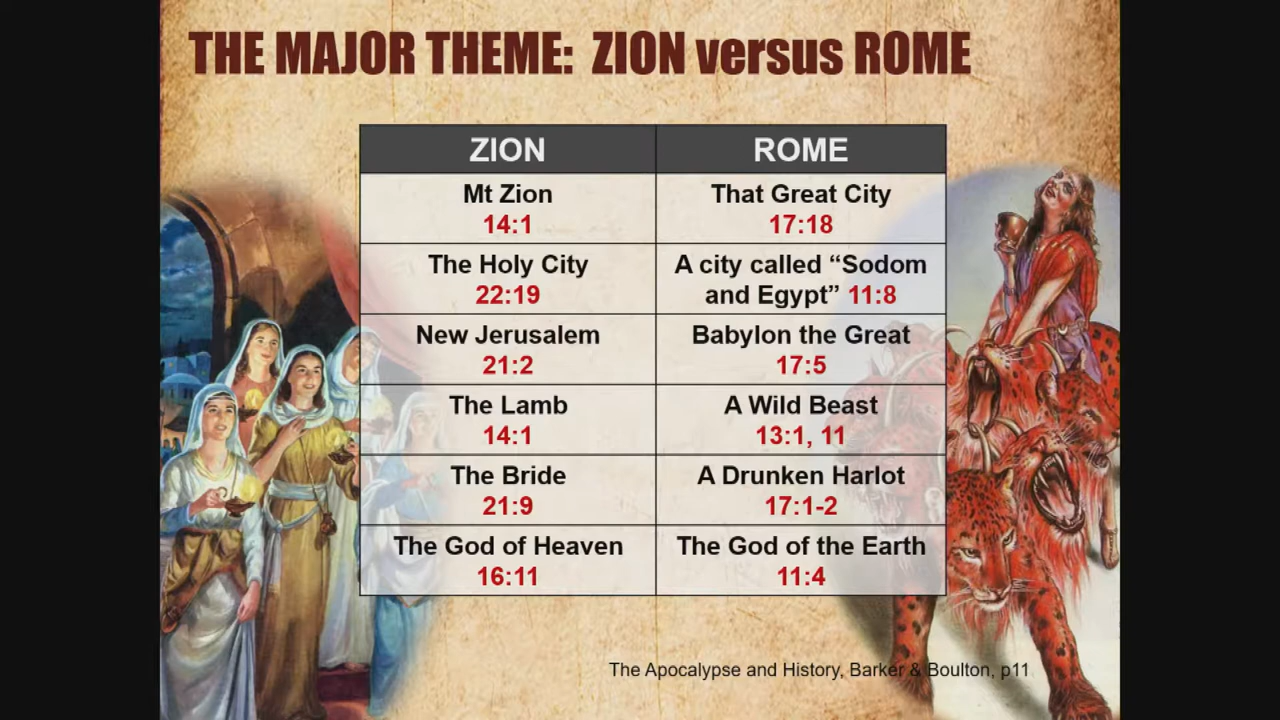 THE MAJOR THEME: ZION versus ROME
ZION
ROME
Mt Zion
14:1
That Great City
17:18
The Holy City
22:19
A city called “Sodom
and Egypt” 11:8
New Jerusalem
21:2
Babylon the Great
17:5
The Lamb
14:1
A Wild Beast
13:1, 11
The Bride
21:9
A Drunken Harlot
17:1-2
The God of Heaven
16:11
The God of the Earth
11:4
The Apocalypse and History, Barker & Boulton, p11